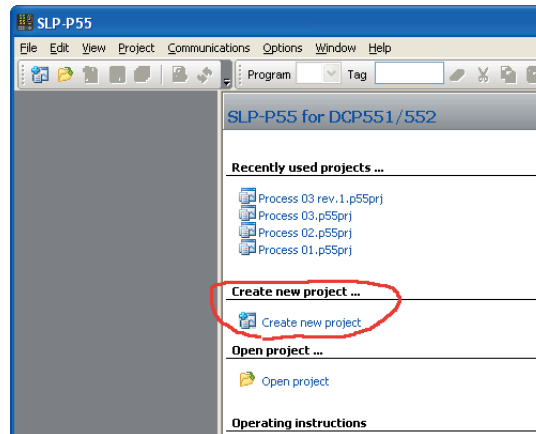 SLP-P55
File Edit View Project Communications Options Window Help
Program Tag
SLP-P55 for DCP551/552
Recently used projects ...
Process 03 rev.1.p55prj
Process 03.p55prj
Process 02.p55prj
Process 01.p55prj
Create new project ...
Create new project
Open project ...
Open project
Operating instructions